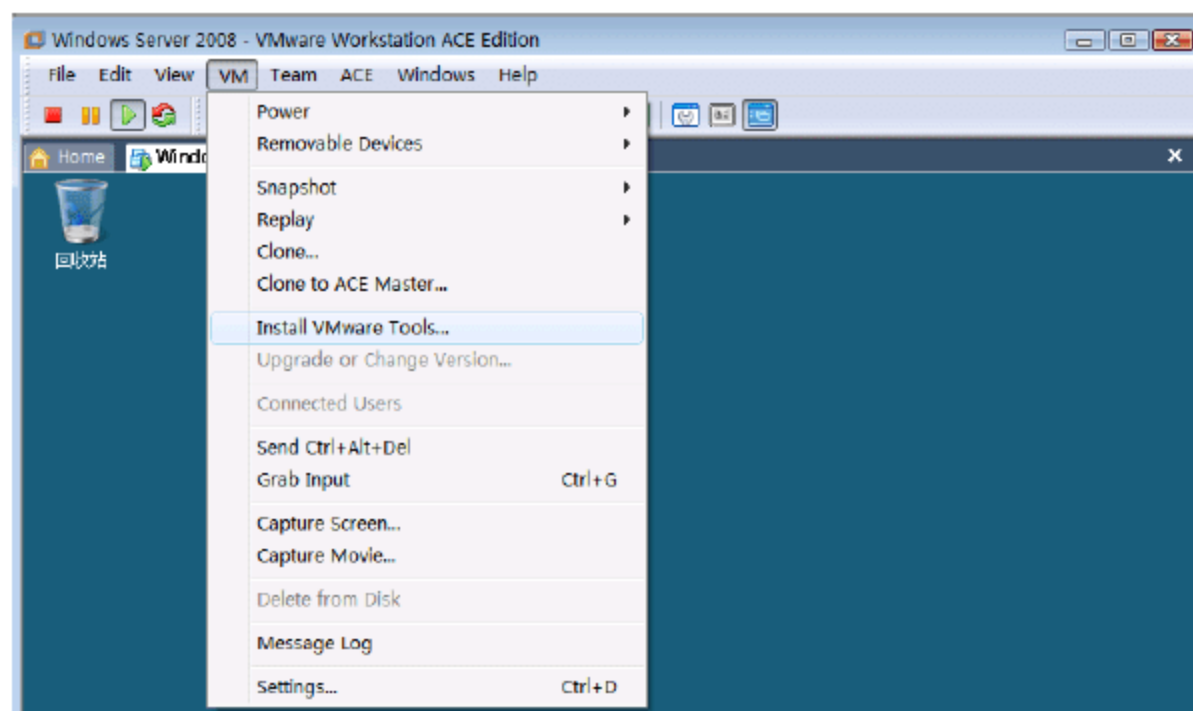 Windows Server 2008 - VMware Workstation ACE Edition
File Edit View VM Team ACE Windows Help
Power
Removable Devices
Home Windo
Snapshot
Replay
回收站
Clone...
Clone to ACE Master...
Install VMware Tools...
Upgrade or Change Version...
Connected Users
Send Ctrl+Alt+Del
Grab Input Ctrl+G
Capture Screen...
Capture Movie...
Delete from Disk
Message Log
Settings... Ctrl+D